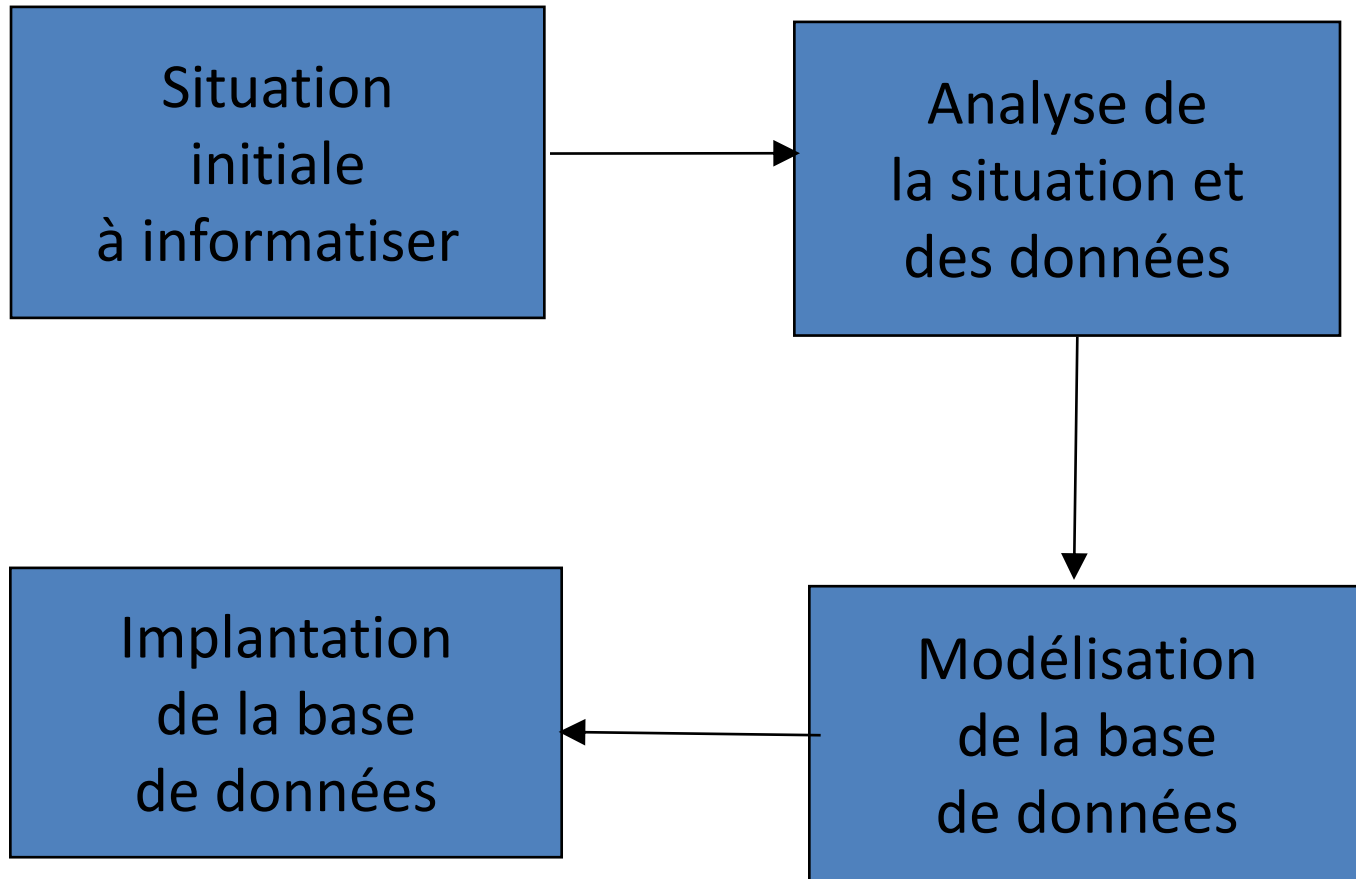 Situation
initiale
à informatiser
Analyse de
la situation et
des données
Modélisation
de la base
de données
Implantation
de la base
de données